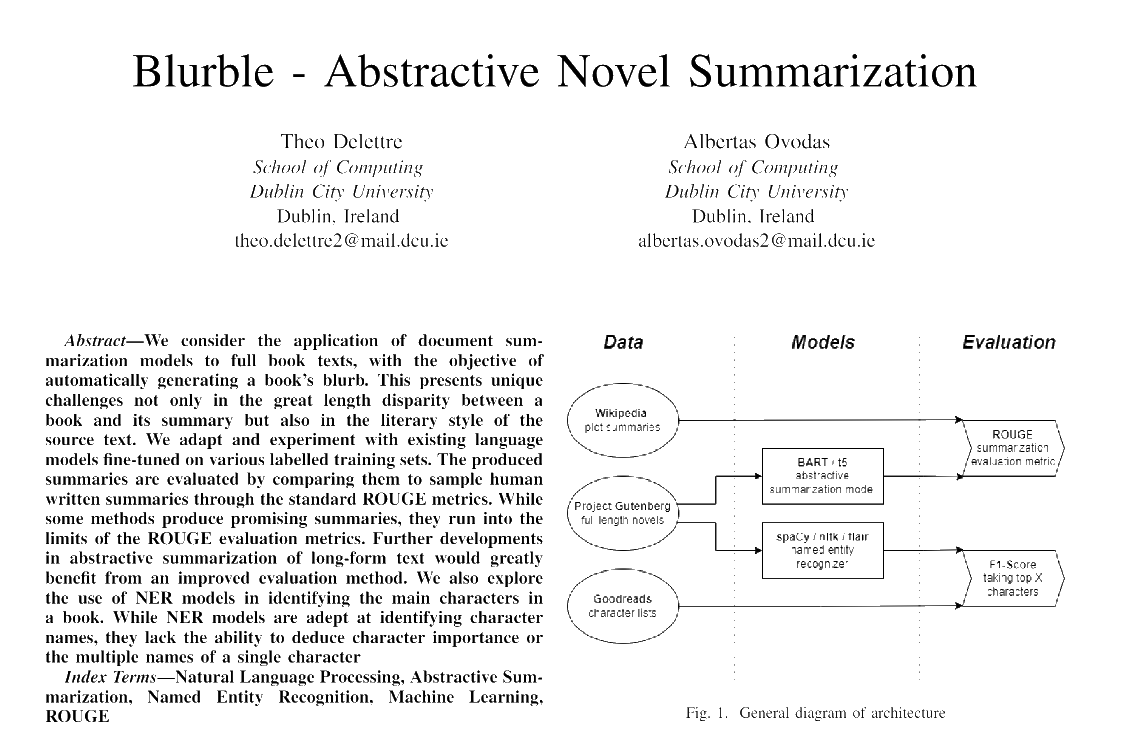 Blurble - Abstractive Novel Summarization
Theo Delettre
School of Computing
Dublin City University
Dublin, Ireland
theo.delettre2@mail.dcu.ie
Albertas Ovodas
School of Computing
Dublin City University
Dublin, Ireland
albertas.ovodas2@mail.dcu.ie
Abstract—We consider the application of document sum-
marization models to full book texts, with the objective of
automatically generating a book's blurb. This presents unique
challenges not only in the great length disparity between a
book and its summary but also in the literary style of the
source text. We adapt and experiment with existing language
models fine-tuned on various labelled training sets. The produced
summaries are evaluated by comparing them to sample human
written summaries through the standard ROUGE metrics. While
some methods produce promising summaries, they run into the
limits of the ROUGE evaluation metrics. Further developments
in abstractive summarization of long-form text would greatly
benefit from an improved evaluation method. We also explore
the use of NER models in identifying the main characters in
a book. While NER models are adept at identifying character
names, they lack the ability to deduce character importance or
the multiple names of a single character
Index Terms—Natural Language Processing, Abstractive Sum-
marization, Named Entity Recognition, Machine Learning,
ROUGE
Data
Models
Evaluation
Wikipedia
plot summaries
ROUGE
summarization
evaluation metric
BART / t5
abstractive
summarization mode
Project Gutenberg
full length novels
spaCy / nltk / flair
named entity
recognizer
F1-Score
taking top X
characters
Goodreads
character lists
Fig. 1. General diagram of architecture